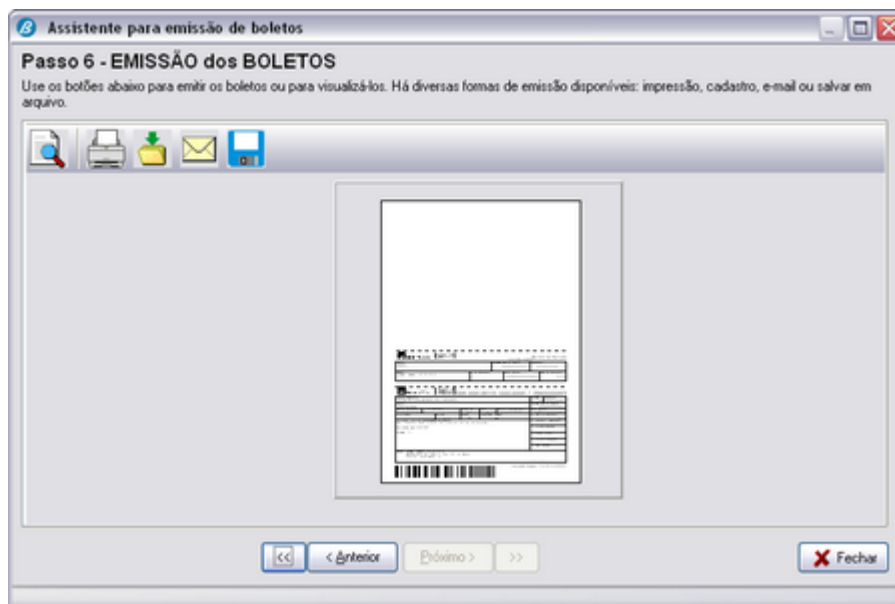 Assistente para emissão de boletos
Passo 6 - EMISSÃO dos BOLETOS
Use os botões abaixo para emitir os boletos ou para visualizá-los. Há diversas formas de emissão disponíveis: impressão, cadastro, e-mail ou salvar em
arquivo.
<<
< Anterior
Próximo >
>>
Fechar